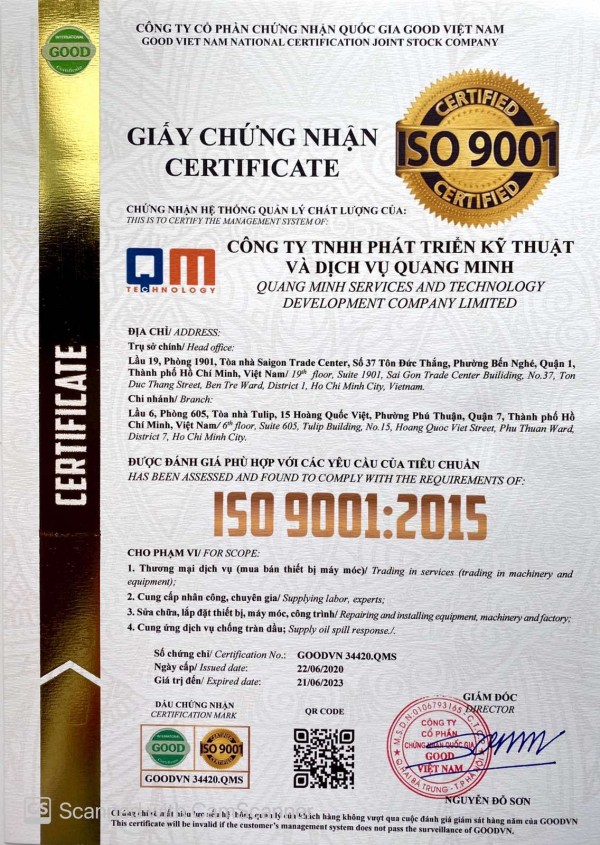 CÔNG TY CỔ PHẦN CHỨNG NHẬN QUỐC GIA GOOD VIỆT NAM
GOOD VIET NAM NATIONAL CERTIFICATION JOINT STOCK COMPANY
INTERNATIONAL
GOOD
Certificate
GIẤY CHỨNG NHẬN
CERTIFICATE
CERTIFIED
ISO 9001
CERTIFIED
CHỨNG NHẬN HỆ THỐNG QUẢN LÝ CHẤT LƯỢNG CỦA:
THIS IS TO CERTIFY THE MANAGEMENT SYSTEM OF:
QM
TECHNOLOGY
CÔNG TY TNHH PHÁT TRIỂN KỸ THUẬT
VÀ DỊCH VỤ QUANG MINH
QUANG MINH SERVICES AND TECHNOLOGY
DEVELOPMENT COMPANY LIMITED
ĐỊA CHỈ/ ADDRESS:
Trụ sở chính/ Head office:
Lầu 19, Phòng 1901, Tòa nhà Saigon Trade Center, Số 37 Tôn Đức Thắng, Phường Bến Nghé, Quận 1,
Thành phố Hồ Chí Minh, Việt Nam/ 19th floor, Suite 1901, Sai Gon Trade Center Builiding, No.37, Ton
Duc Thang Street, Ben Tre Ward, District 1, Ho Chi Minh City, Vietnam.
Chi nhánh/ Branch:
Lầu 6, Phòng 605, Tòa nhà Tulip, 15 Hoàng Quốc Việt, Phường Phú Thuận, Quận 7, Thành phố Hồ
Chí Minh, Việt Nam/ 6th floor, Suite 605, Tulip Building, No.15, Hoang Quoc Viet Street, Phu Thuan Ward,
District 7, Ho Chi Minh City.
CERTIFICATE
ĐƯỢC ĐÁNH GIÁ PHÙ HỢP VỚI CÁC YÊU CẦU CỦA TIÊU CHUẨN
HAS BEEN ASSESSED AND FOUND TO COMPLY WITH THE REQUIREMENTS OF:
ISO 9001:2015
CHO PHẠM VI/ FOR SCOPE:
1. Thương mại dịch vụ (mua bán thiết bị máy móc)/ Trading in services (trading in machinery and
equipment);
2. Cung cấp nhân công, chuyên gia/ Supplying labor, experts;
3. Sửa chữa, lắp đặt thiết bị, máy móc, công trình/ Repairing and installing equipment, machinery and factory;
4. Cung ứng dịch vụ chống tràn dầu; Supply oil spill response./.
Số chứng chỉ/ Certification No.: GOODVN 34420.QMS
Ngày cấp/ Issued date: 22/06/2020
Giá trị đến/ Expired date: 21/06/2023
DẤU CHỨNG NHẬN
CERTIFICATION MARK
QR CODE
GIÁM ĐỐC
DIRECTOR
GOOD
ISO 9001
GOODVN 34420.QMS
M.S.D.N:0106793165
CÔNG TY
CỔ PHẦN
CHỨNG NHẬN QUỐC GIA
GOOD
VIỆT NAM
Q.HAI BÀ TRƯNG - T.P HÀ NỘI
NGUYỄN ĐỖ SƠN
CS
không vượt qua cuộc đánh giá giám sát hàng năm của GOODVN
This certificate will be invalid if the customer's management system does not pass the surveillance of GOODVN.